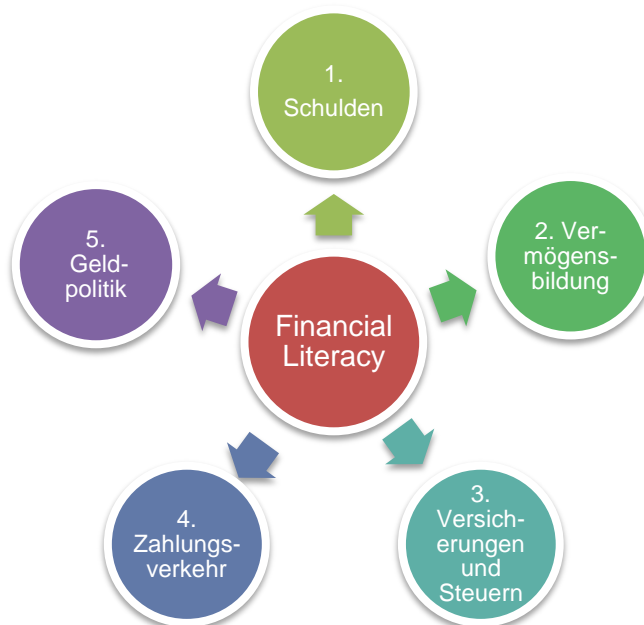 1.
Schulden
2. Ver-
mögens-
bildung
3.
Versich-
erungen
und
Steuern
4.
Zahlungs-
verkehr
5.
Geld-
politik
Financial
Literacy